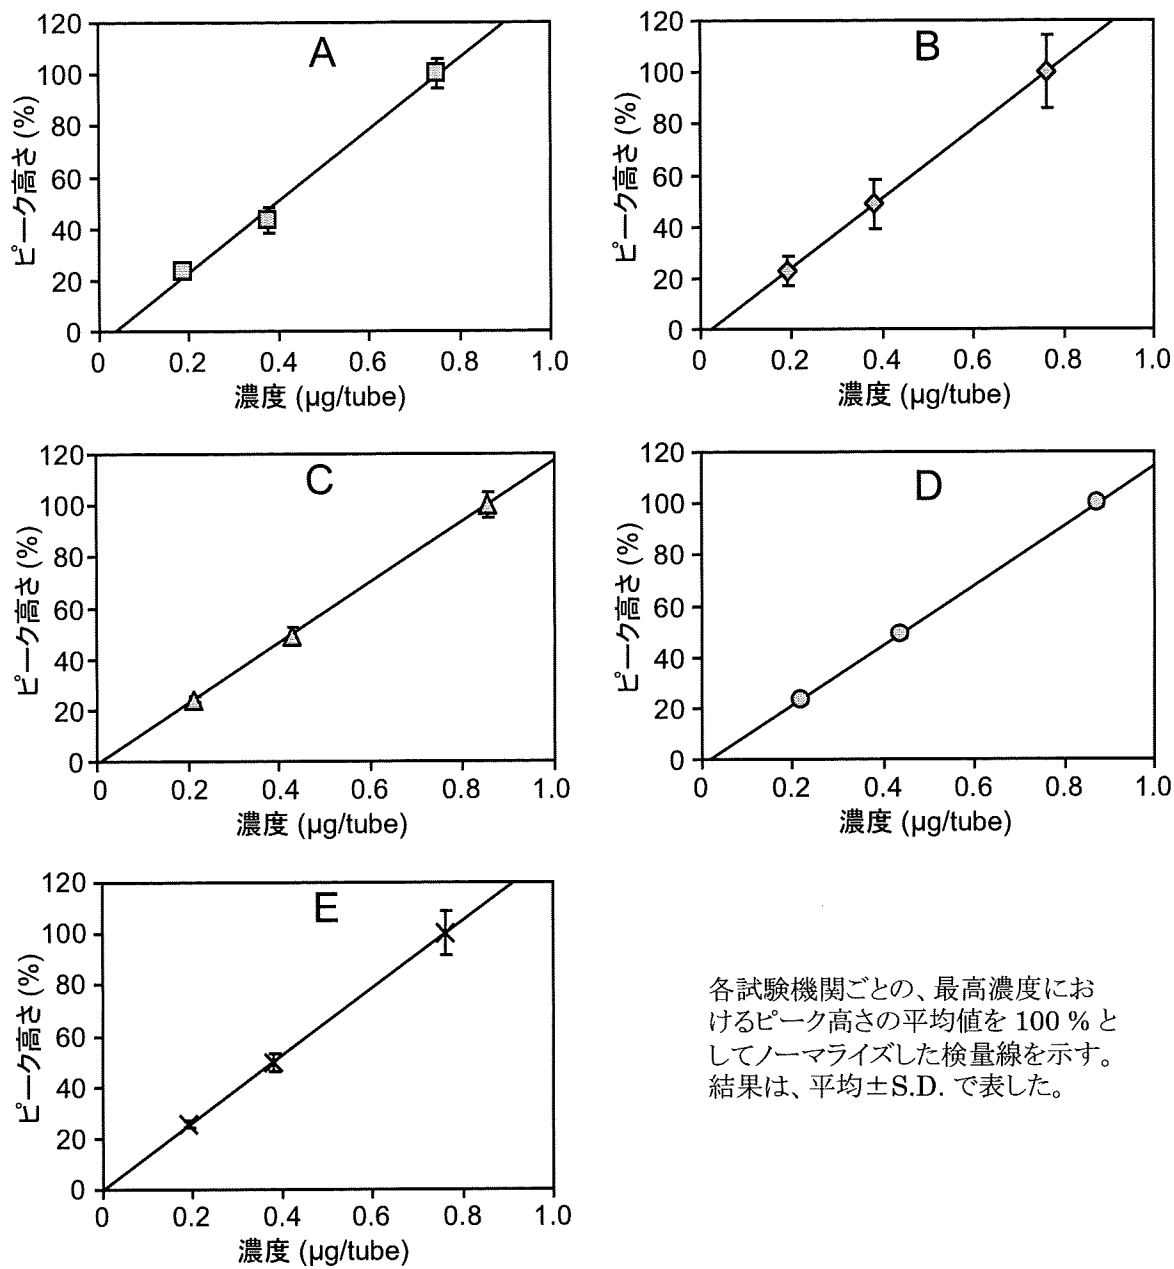 A
ピーク高さ (%)
120
100
80
60
40
20
0
0 0.2 0.4 0.6 0.8 1.0
濃度 (µg/tube)
B
ピーク高さ (%)
120
100
80
60
40
20
0
0 0.2 0.4 0.6 0.8 1.0
濃度 (µg/tube)
C
ピーク高さ (%)
120
100
80
60
40
20
0
0 0.2 0.4 0.6 0.8 1.0
濃度 (µg/tube)
D
ピーク高さ (%)
120
100
80
60
40
20
0
0 0.2 0.4 0.6 0.8 1.0
濃度 (µg/tube)
E
ピーク高さ (%)
120
100
80
60
40
20
0
0 0.2 0.4 0.6 0.8 1.0
濃度 (µg/tube)
各試験機関ごとの、最高濃度にお
けるピーク高さの平均値を 100 % と
してノーマライズした検量線を示す。
結果は、平均±S.D. で表した。